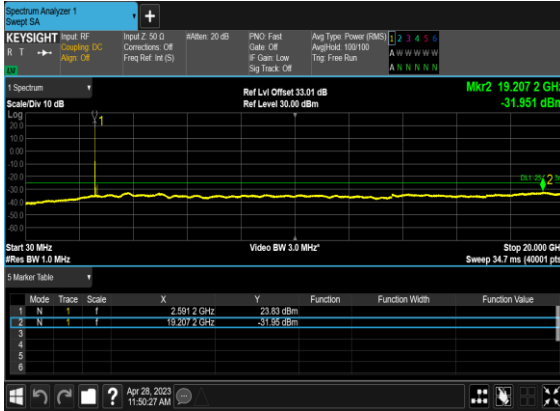 Spectrum Analyzer 1
Swept SA
+
KEYSIGHT
R T
Input: RF
Coupling: DC
Align: Off
Input Z: 50 Ω
Corrections: Off
Freq Ref: Int (S)
#Atten: 20 dB
PNO: Fast
Gate: Off
IF Gain: Low
Sig Track: Off
Avg Type: Power (RMS)
Avg|Hold: 100/100
Trig: Free Run
1 2 3 4 5 6
A W W W W W
A N N N N N
1 Spectrum
Scale/Div 10 dB
Ref Lvl Offset 33.01 dB
Ref Level 30.00 dBm
Mkr2 19.207 2 GHz
-31.951 dBm
Log
20.0
10.0
0.00
-10.0
-20.0
-30.0
-40.0
-50.0
-60.0
1
2
Start 30 MHz
#Res BW 1.0 MHz
Video BW 3.0 MHz*
Stop 20.000 GH
Sweep 34.7 ms (40001 pts
5 Marker Table
Mode Trace Scale X Y Function Function Width Function Value
1 N 1 f 2.591 2 GHz 23.83 dBm
2 N 1 f 19.207 2 GHz -31.95 dBm
3
4
5
6
? Apr 28, 2023
11:50:27 AM